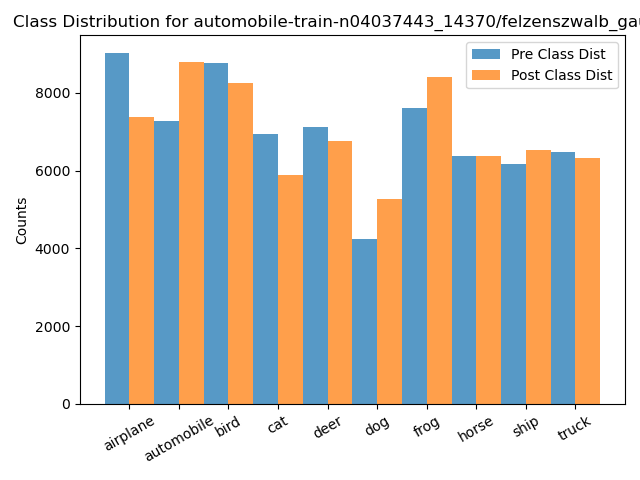 Class Distribution for automobile-train-n04037443_14370/felzenszwalb_ga
Pre Class Dist
Post Class Dist
Counts
8000
6000
4000
2000
0
airplane
automobile
bird
cat
deer
dog
frog
horse
ship
truck